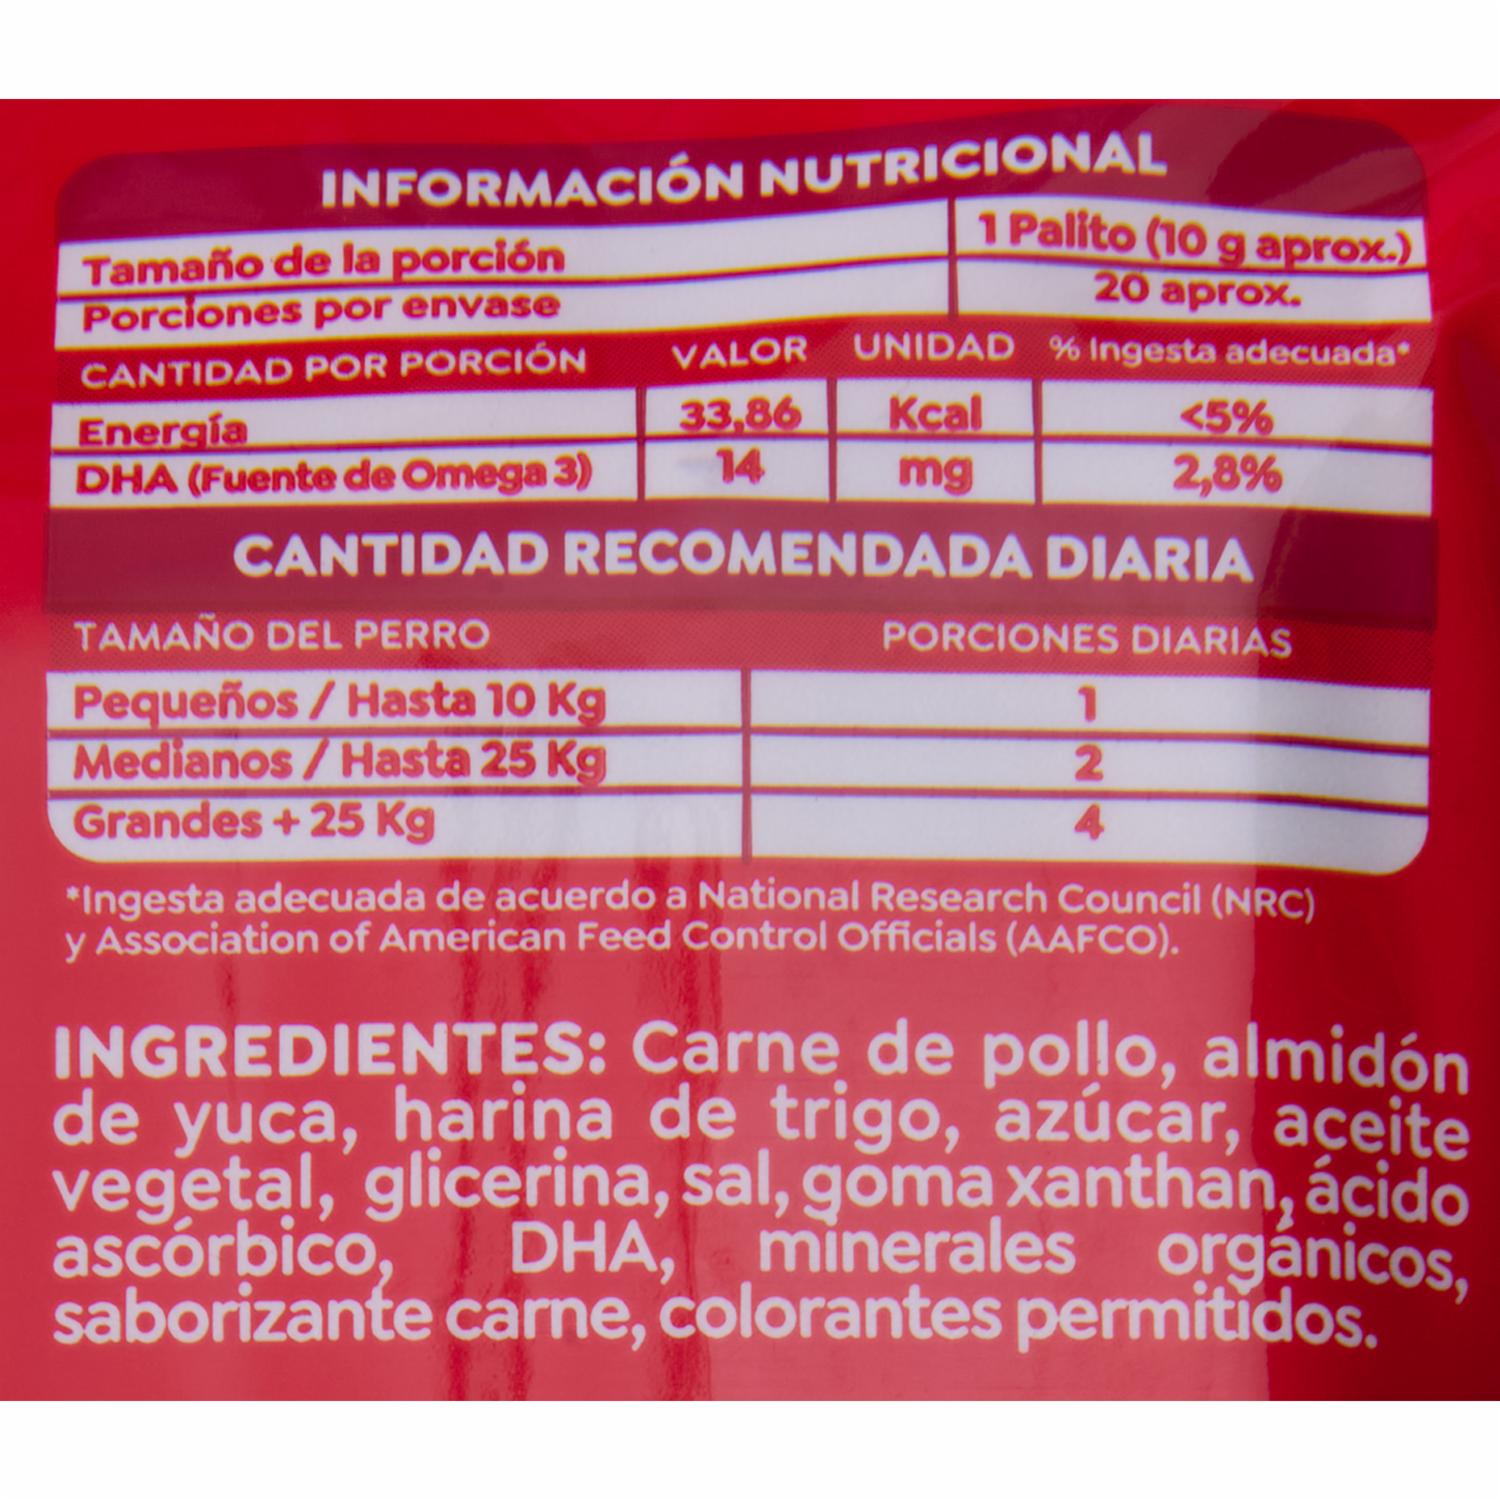 INFORMACIÓN NUTRICIONAL
Tamaño de la porción 1 Palito (10 g aprox.)
Porciones por envase 20 aprox.
CANTIDAD POR PORCIÓN VALOR UNIDAD % Ingesta adecuada*
Energía 33,86 Kcal <5%
DHA (Fuente de Omega 3) 14 mg 2,8%
CANTIDAD RECOMENDADA DIARIA
TAMAÑO DEL PERRO PORCIONES DIARIAS
Pequeños / Hasta 10 Kg 1
Medianos / Hasta 25 Kg 2
Grandes + 25 Kg 4
*Ingesta adecuada de acuerdo a National Research Council (NRC)
y Association of American Feed Control Officials (AAFCO).
INGREDIENTES: Carne de pollo, almidón
de yuca, harina de trigo, azúcar, aceite
vegetal, glicerina, sal, goma xanthan, ácido
ascórbico, DHA, minerales orgánicos,
saborizante carne, colorantes permitidos.